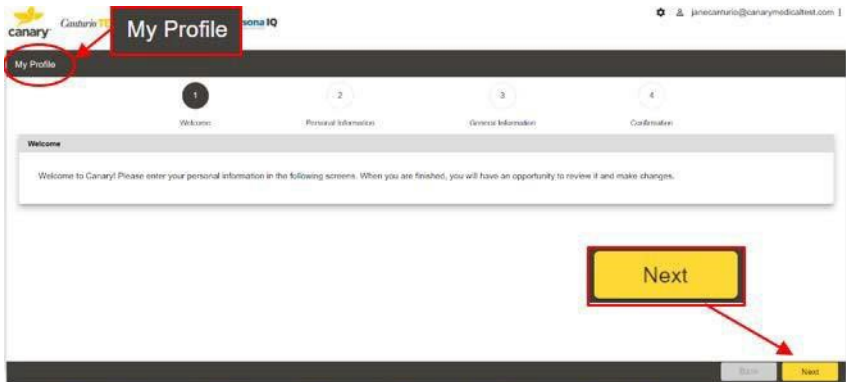 canary
Canturio TE
sona IQ
My Profile
janecanturio@canarymedicaltest.com
My Profile
1
2
3
4
Welcome
Personal Information
General Information
Confirmation
Welcome
Welcome to Canary! Please enter your personal information in the following screens. When you are finished, you will have an opportunity to review it and make changes.
Next
Back
Next